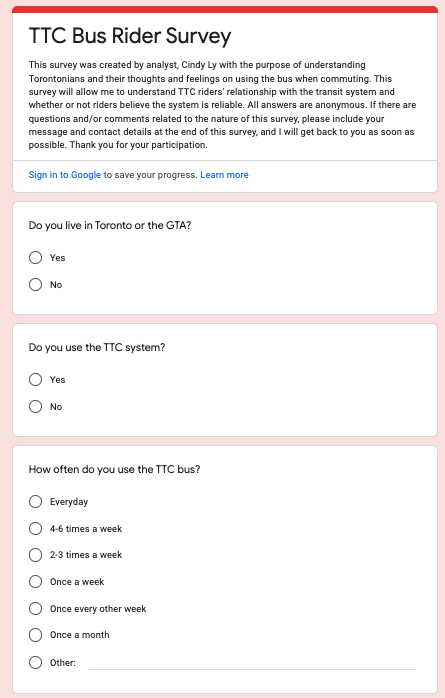 TTC Bus Rider Survey
This survey was created by analyst, Cindy Ly with the purpose of understanding
Torontonians and their thoughts and feelings on using the bus when commuting. This
survey will allow me to understand TTC riders' relationship with the transit system and
whether or not riders believe the system is reliable. All answers are anonymous. If there are
questions and/or comments related to the nature of this survey, please include your
message and contact details at the end of this survey, and I will get back to you as soon as
possible. Thank you for your participation.
Sign in to Google to save your progress. Learn more
Do you live in Toronto or the GTA?
Yes
No
Do you use the TTC system?
Yes
No
How often do you use the TTC bus?
Everyday
4-6 times a week
2-3 times a week
Once a week
Once every other week
Once a month
Other: